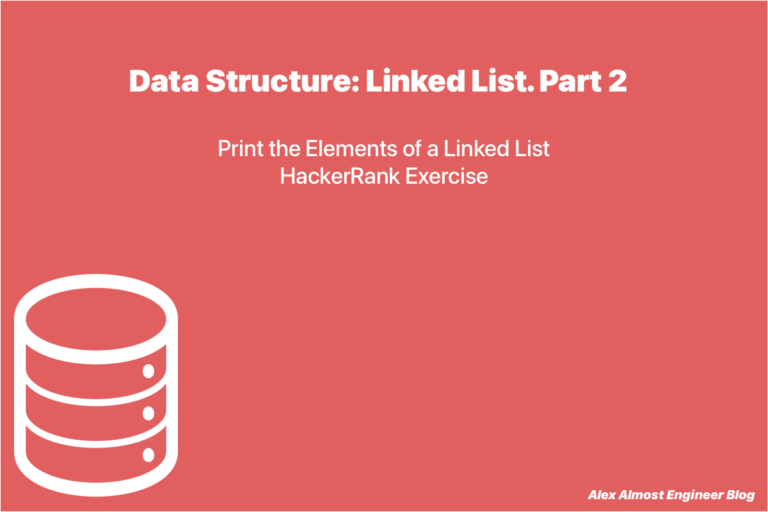 Data Structure: Linked List. Part 2
Print the Elements of a Linked List
HackerRank Exercise
Alex Almost Engineer Blog